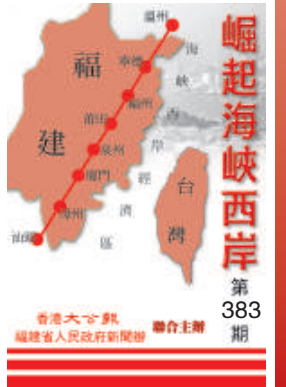 崛起海峽西岸
第
383
期
溫州
寧德
福州
莆田
泉州
廈門
漳州
汕頭
福建
海峽西岸經濟區
台灣
香港大公報
福建省人民政府新聞辦
聯合主辦